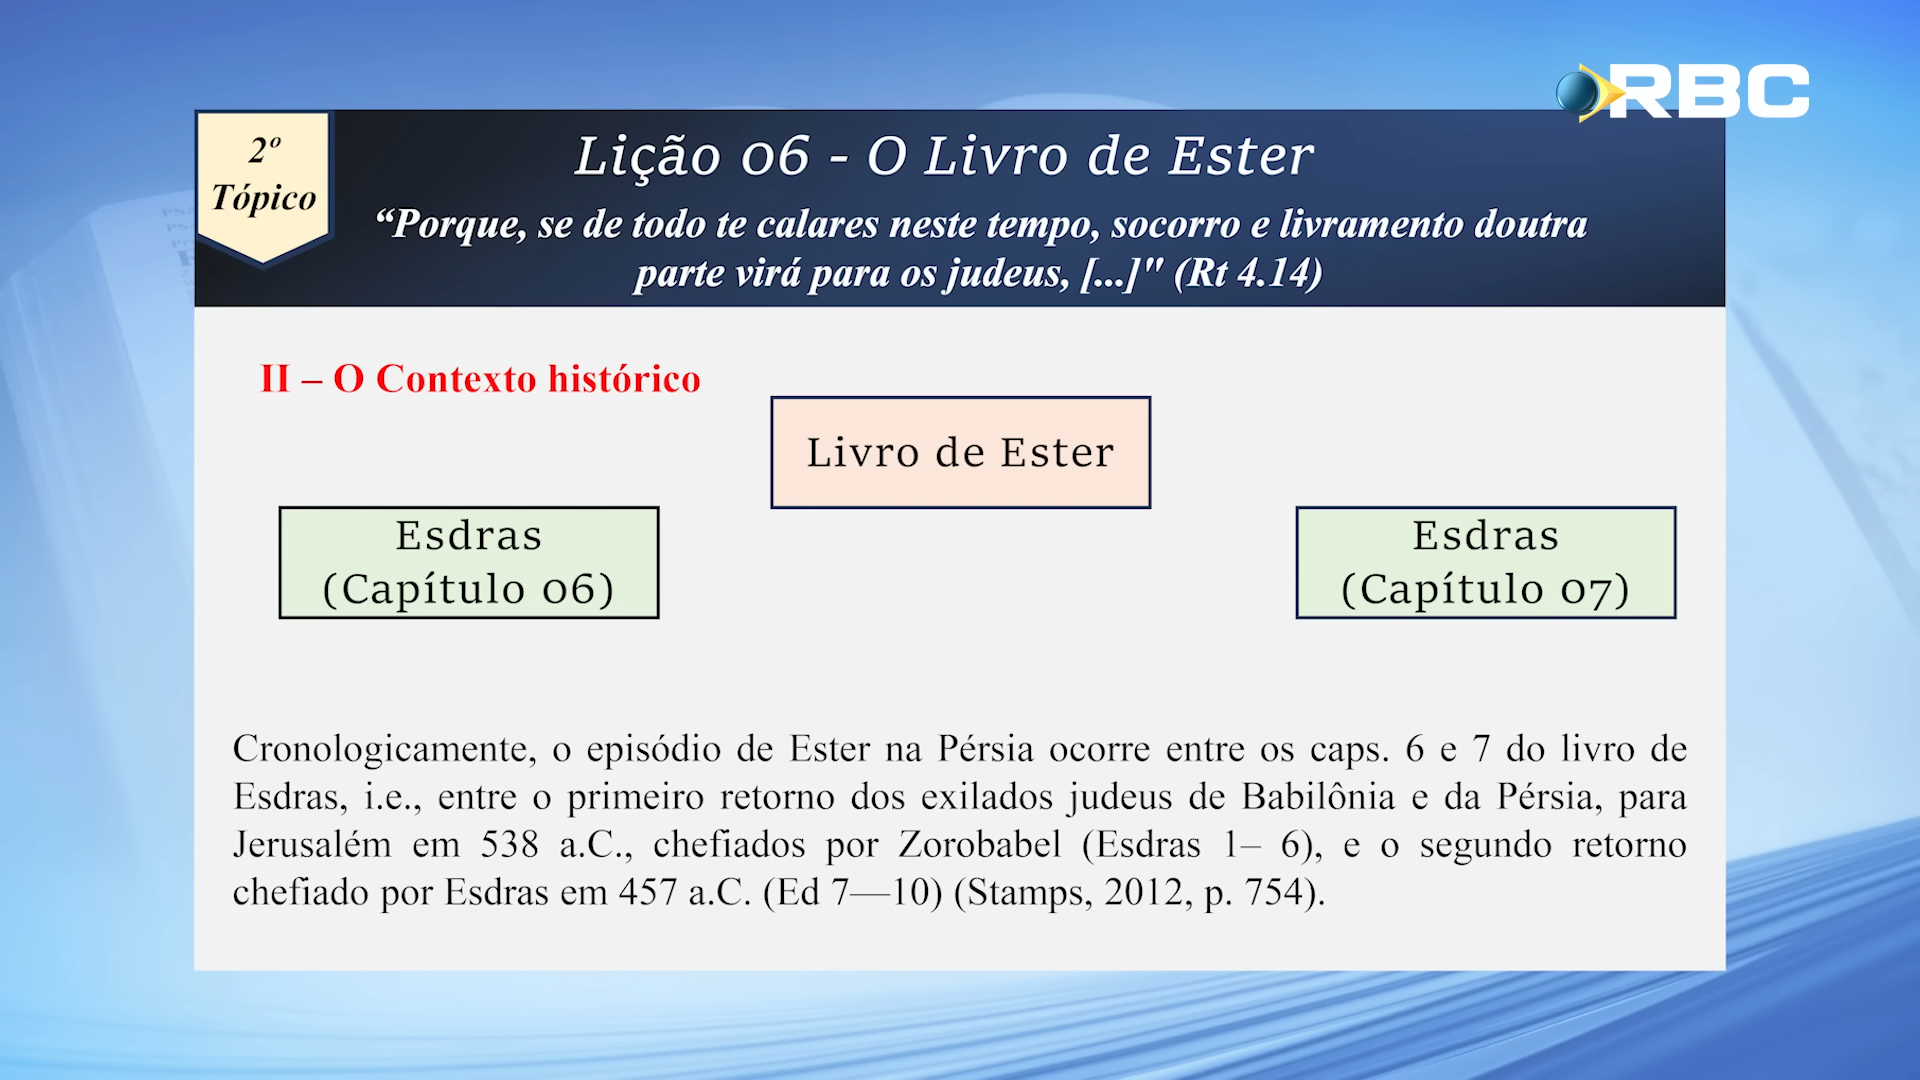 RBC
2º
Tópico
Lição 06 - O Livro de Ester
“Porque, se de todo te calares neste tempo, socorro e livramento doutra
parte virá para os judeus, [...]" (Rt 4.14)
II – O Contexto histórico
Livro de Ester
Esdras
(Capítulo 06)
Esdras
(Capítulo 07)
Cronologicamente, o episódio de Ester na Pérsia ocorre entre os caps. 6 e 7 do livro de
Esdras, i.e., entre o primeiro retorno dos exilados judeus de Babilônia e da Pérsia, para
Jerusalém em 538 a.C., chefiados por Zorobabel (Esdras 1– 6), e o segundo retorno
chefiado por Esdras em 457 a.C. (Ed 7—10) (Stamps, 2012, p. 754).